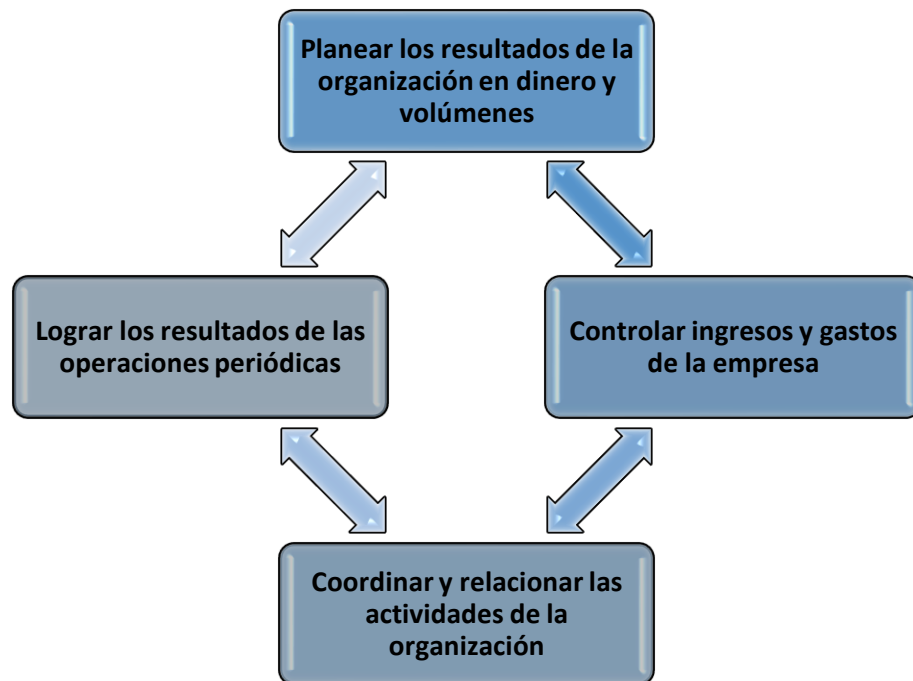 Planear los resultados de la
organización en dinero y
volúmenes
Lograr los resultados de las
operaciones periódicas
Controlar ingresos y gastos
de la empresa
Coordinar y relacionar las
actividades de la
organización